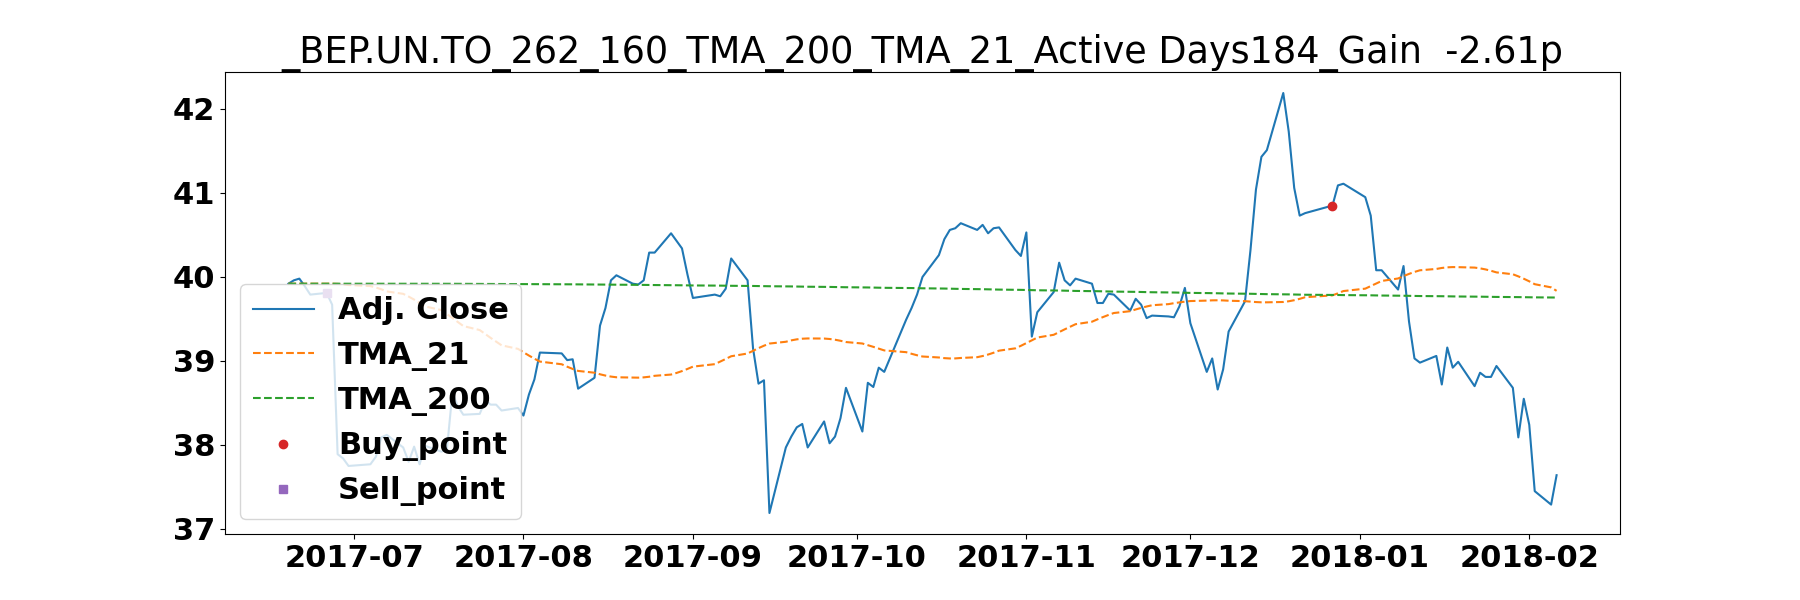 _BEP.UN.TO_262_160_TMA_200_TMA_21_Active Days184_Gain  -2.61p
42
41
40
39
38
37
Adj. Close
TMA_21
TMA_200
Buy_point
Sell_point
2017-07 2017-08 2017-09 2017-10 2017-11 2017-12 2018-01 2018-02